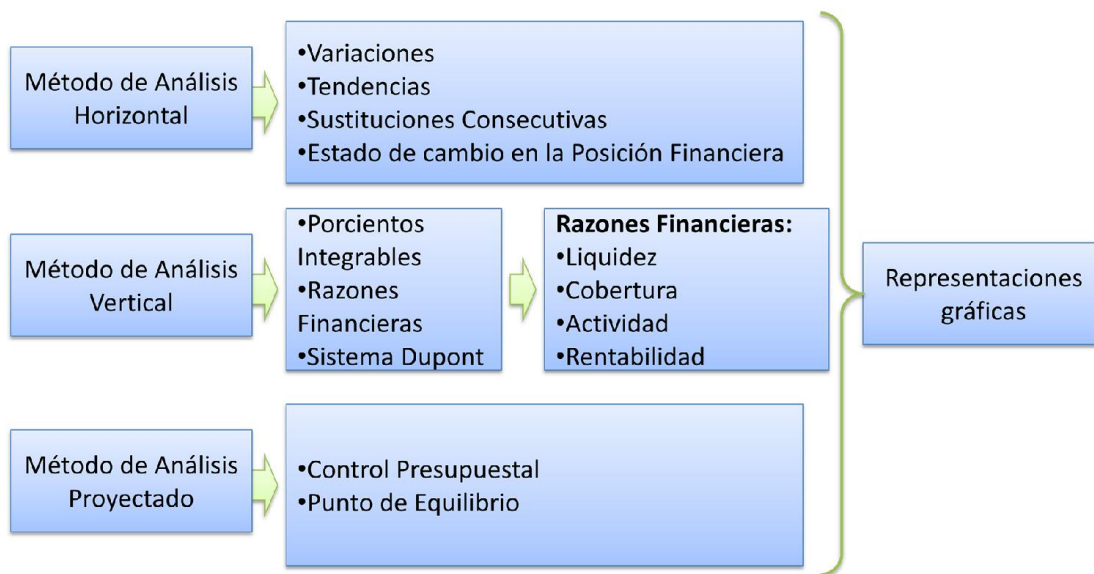 Método de Análisis
Horizontal
•Variaciones
•Tendencias
•Sustituciones Consecutivas
•Estado de cambio en la Posición Financiera
Método de Análisis
Vertical
•Porcientos
Integrables
•Razones
Financieras
•Sistema Dupont
Razones Financieras:
•Liquidez
•Cobertura
•Actividad
•Rentabilidad
Método de Análisis
Proyectado
•Control Presupuestal
•Punto de Equilibrio
Representaciones
gráficas